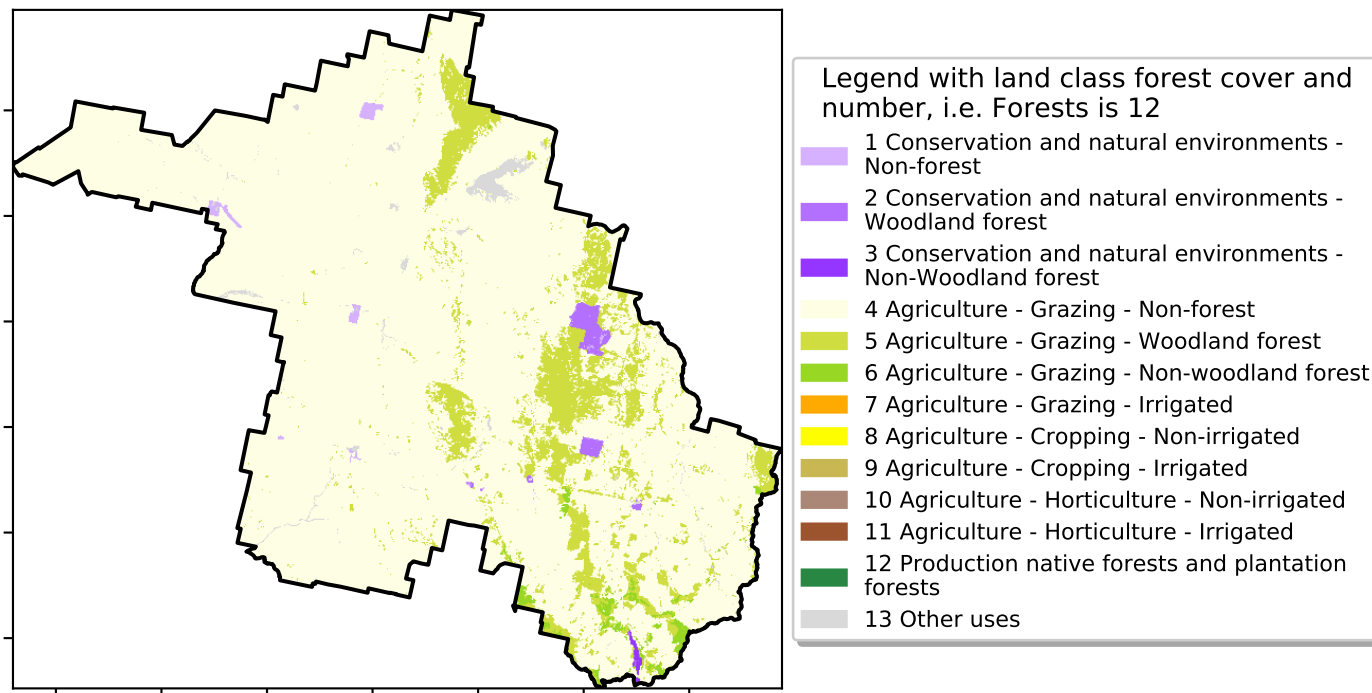 Legend with land class forest cover and
number, i.e. Forests is 12
1 Conservation and natural environments -
Non-forest
2 Conservation and natural environments -
Woodland forest
3 Conservation and natural environments -
Non-Woodland forest
4 Agriculture - Grazing - Non-forest
5 Agriculture - Grazing - Woodland forest
6 Agriculture - Grazing - Non-woodland forest
7 Agriculture - Grazing - Irrigated
8 Agriculture - Cropping - Non-irrigated
9 Agriculture - Cropping - Irrigated
10 Agriculture - Horticulture - Non-irrigated
11 Agriculture - Horticulture - Irrigated
12 Production native forests and plantation
forests
13 Other uses